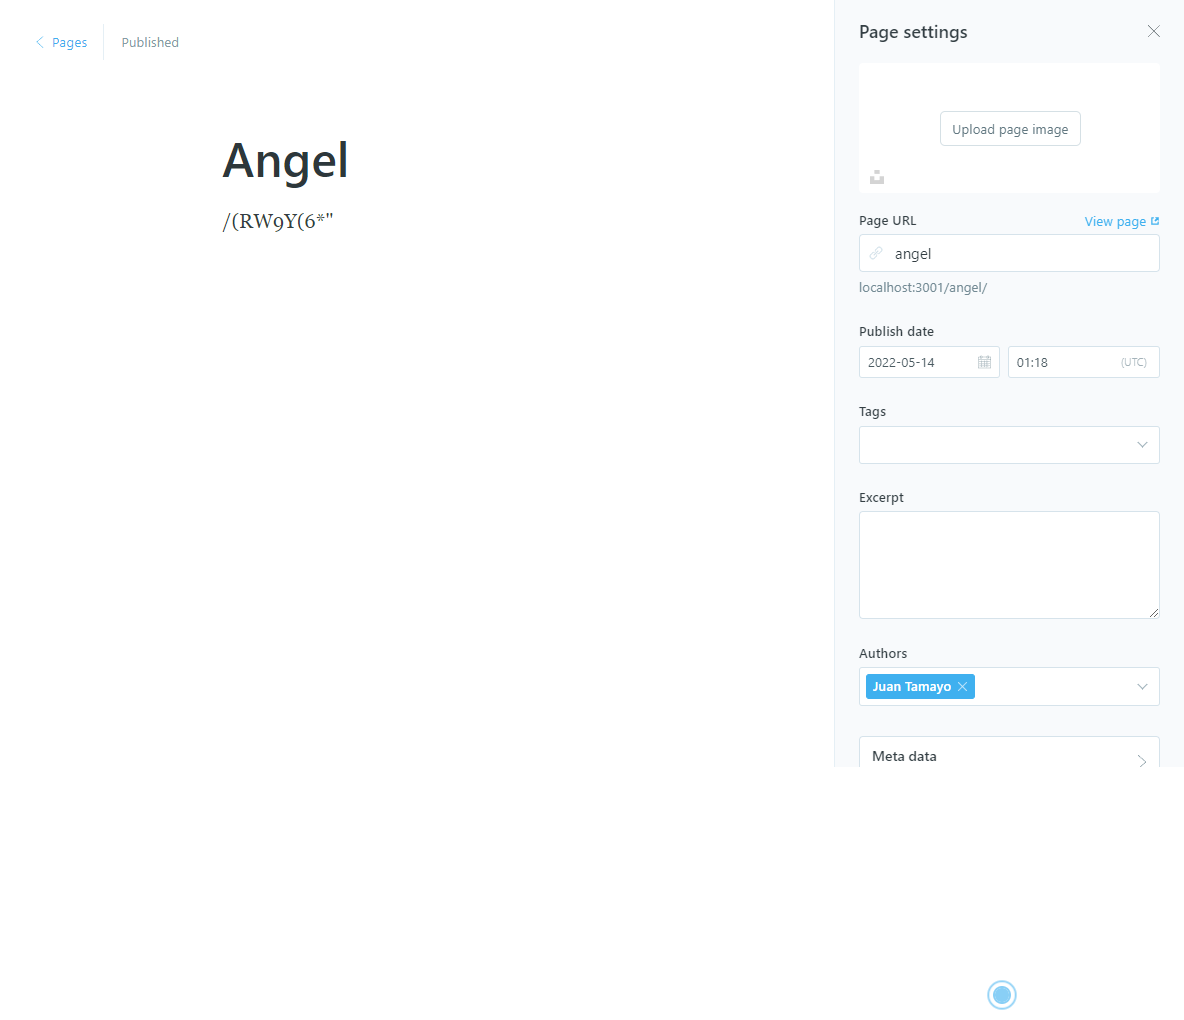 Pages
Published
Angel
/(RW9Y(6*"
Page settings
Upload page image
Page URL
View page
angel
localhost:3001/angel/
Publish date
2022-05-14
01:18
(UTC)
Tags
Excerpt
Authors
Juan Tamayo
Meta data